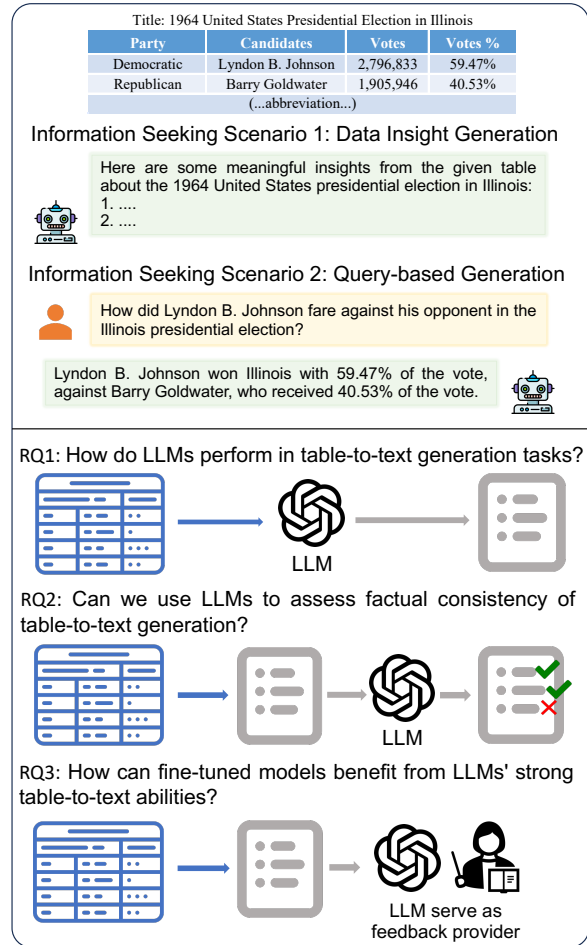 Title: 1964 United States Presidential Election in Illinois
Party Candidates Votes Votes %
Democratic Lyndon B. Johnson 2,796,833 59.47%
Republican Barry Goldwater 1,905,946 40.53%
(...abbreviation...)
Information Seeking Scenario 1: Data Insight Generation
Here are some meaningful insights from the given table
about the 1964 United States presidential election in Illinois:
1. ....
2. ....
Information Seeking Scenario 2: Query-based Generation
How did Lyndon B. Johnson fare against his opponent in the
Illinois presidential election?
Lyndon B. Johnson won Illinois with 59.47% of the vote,
against Barry Goldwater, who received 40.53% of the vote.
RQ1: How do LLMs perform in table-to-text generation tasks?
LLM
RQ2: Can we use LLMs to assess factual consistency of
table-to-text generation?
LLM
RQ3: How can fine-tuned models benefit from LLMs' strong
table-to-text abilities?
LLM serve as
feedback provider